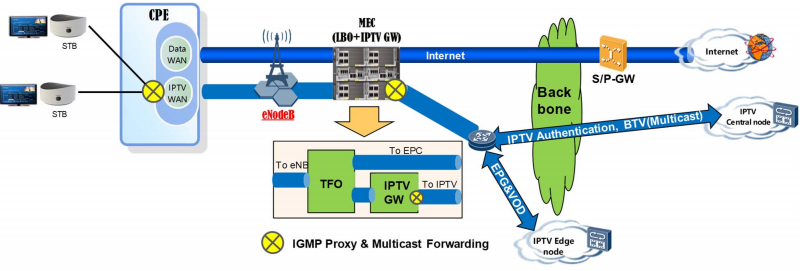 CPE
MEC
(LBO+IPTV GW)
STB
Data
WAN
Internet
S/P-GW
Internet
IPTV
WAN
STB
eNodeB
Back
bone
IPTV Authentication, BTV(Multicast)
IPTV
Central node
To eNB
TFO
To EPC
IPTV
GW
To IPTV
EPG&VOD
IPTV Edge
node
IGMP Proxy & Multicast Forwarding